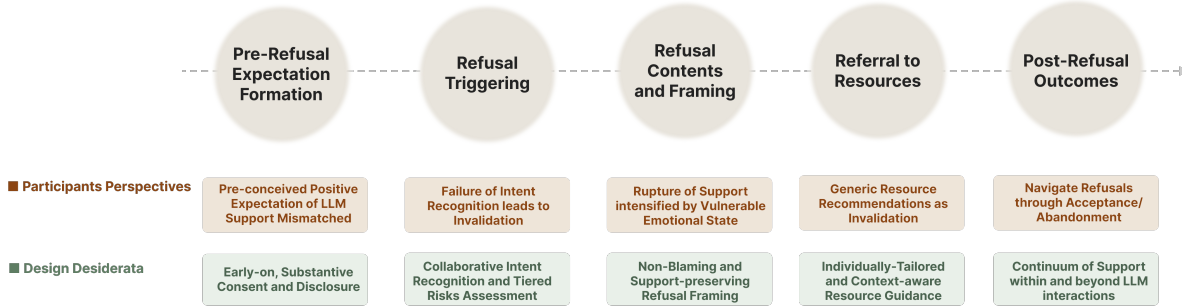 Pre-Refusal
Expectation
Formation
Refusal
Triggering
Refusal
Contents
and Framing
Referral to
Resources
Post-Refusal
Outcomes
Participants Perspectives
Pre-conceived Positive
Expectation of LLM
Support Mismatched
Failure of Intent
Recognition leads to
Invalidation
Rupture of Support
intensified by Vulnerable
Emotional State
Generic Resource
Recommendations as
Invalidation
Navigate Refusals
through Acceptance/
Abandonment
Design Desiderata
Early-on, Substantive
Consent and Disclosure
Collaborative Intent
Recognition and Tiered
Risks Assessment
Non-Blaming and
Support-preserving
Refusal Framing
Individually-Tailored
and Context-aware
Resource Guidance
Continuum of Support
within and beyond LLM
interactions